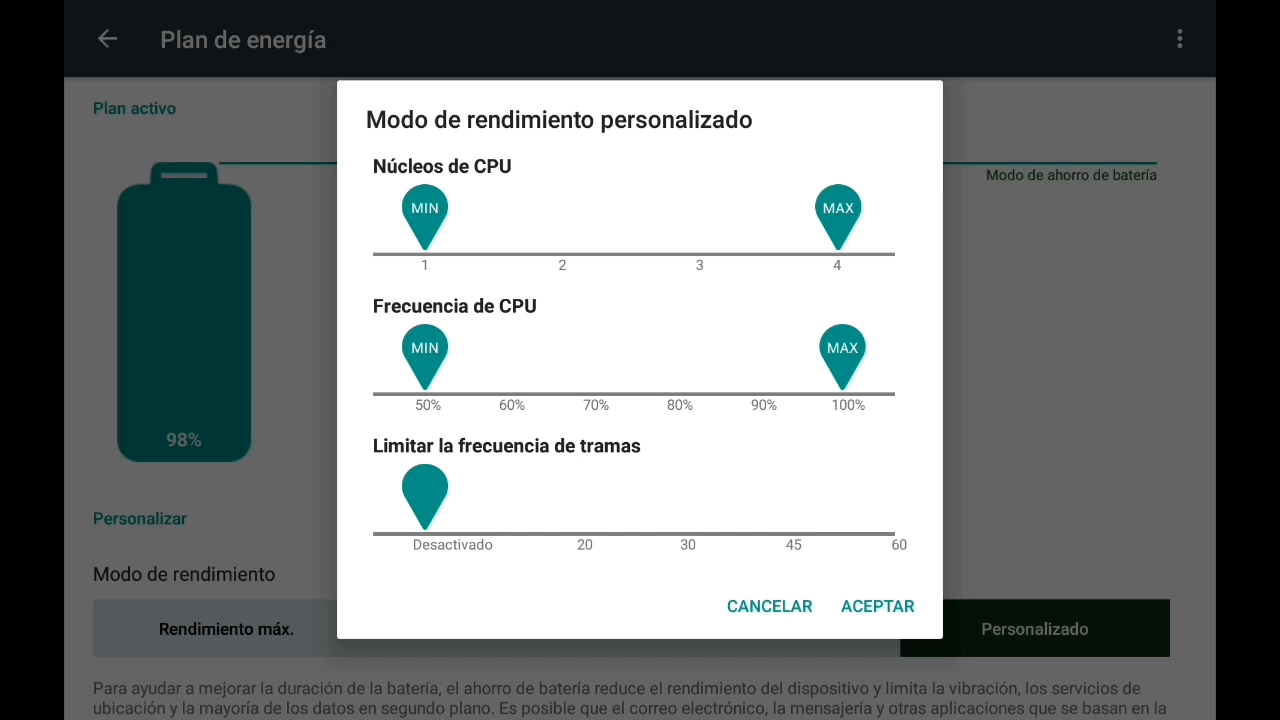 Plan de energía
Plan activo
Modo de rendimiento personalizado
Núcleos de CPU
Modo de ahorro de batería
MIN MAX
1 2 3 4
Frecuencia de CPU
MIN MAX
50% 60% 70% 80% 90% 100%
98%
Limitar la frecuencia de tramas
Personalizar
Desactivado 20 30 45 60
Modo de rendimiento
CANCELAR ACEPTAR
Rendimiento máx. Personalizado
Para ayudar a mejorar la duración de la batería, el ahorro de batería reduce el rendimiento del dispositivo y limita la vibración, los servicios de
ubicación y la mayoría de los datos en segundo plano. Es posible que el correo electrónico, la mensajería y otras aplicaciones que se basan en la